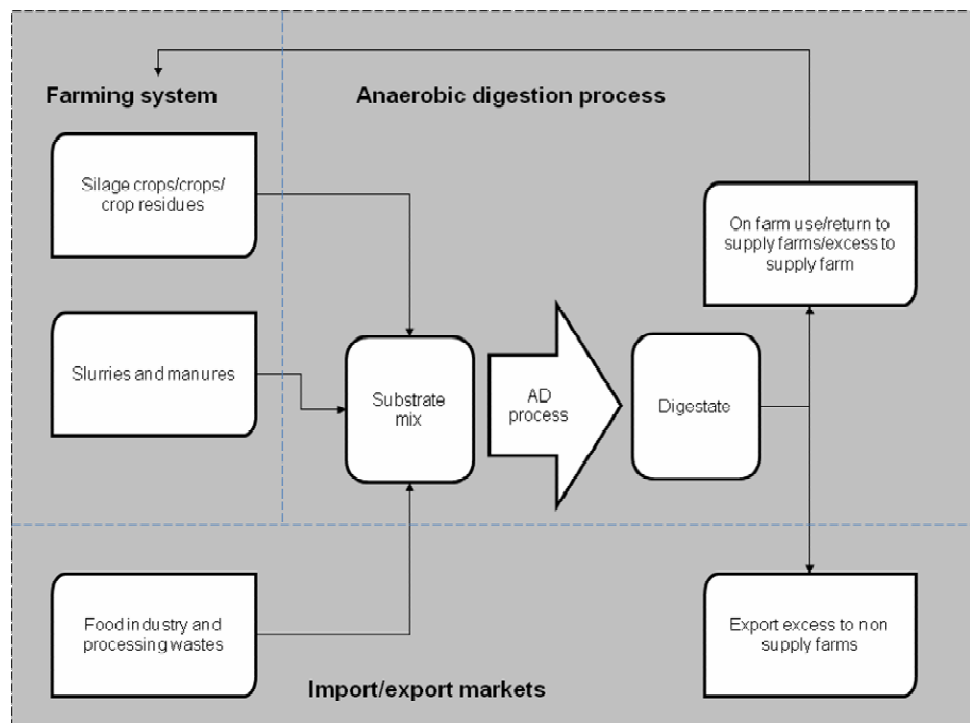 Farming system
Anaerobic digestion process
Silage crops/crops/
crop residues
On farm use/return to
supply farms/excess to
supply farm
Slurries and manures
Substrate
mix
AD
process
Digestate
Food industry and
processing wastes
Export excess to non
supply farms
Import/export markets